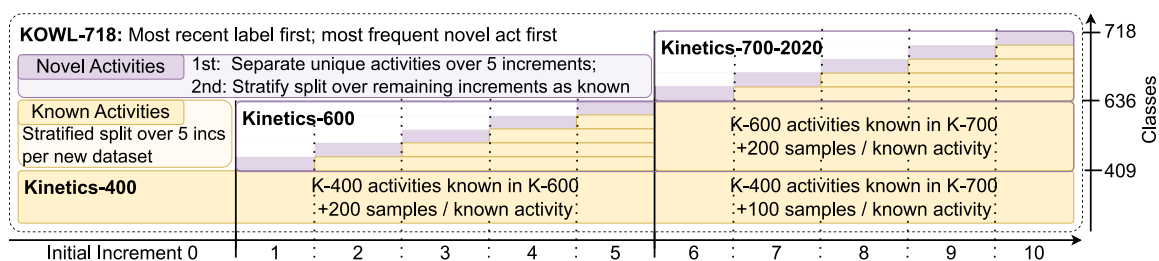 KOWL-718: Most recent label first; most frequent novel act first
Novel Activities
1st: Separate unique activities over 5 increments;
2nd: Stratify split over remaining increments as known
Known Activities
Stratified split over 5 incs
per new dataset
Kinetics-600
Kinetics-700-2020
K-600 activities known in K-700
+200 samples / known activity
Kinetics-400
K-400 activities known in K-600
+200 samples / known activity
K-400 activities known in K-700
+100 samples / known activity
718
636
409
Classes
Initial Increment 0 1 2 3 4 5 6 7 8 9 10